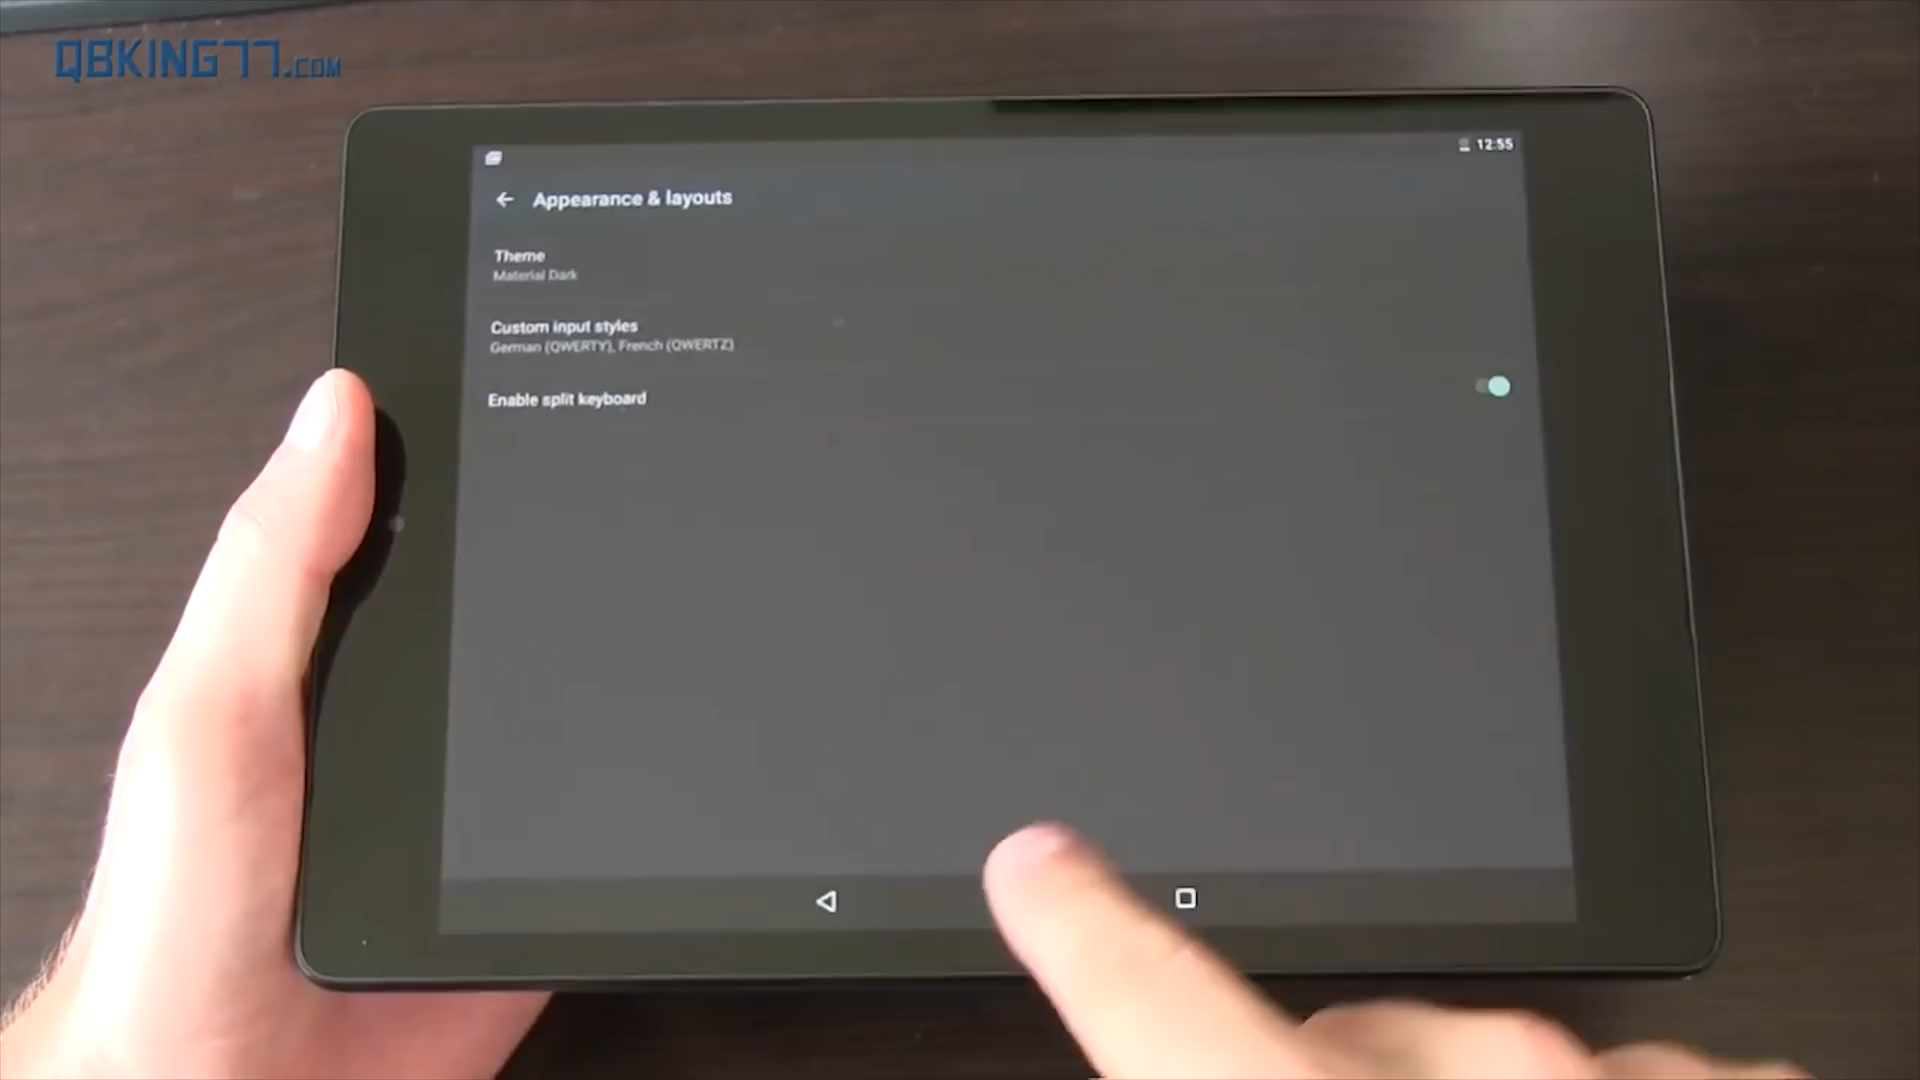 QBKING77.COM
12:55
Appearance & layouts
Theme
Material Dark
Custom input styles
German (QWERTY), French (QWERTZ)
Enable split keyboard